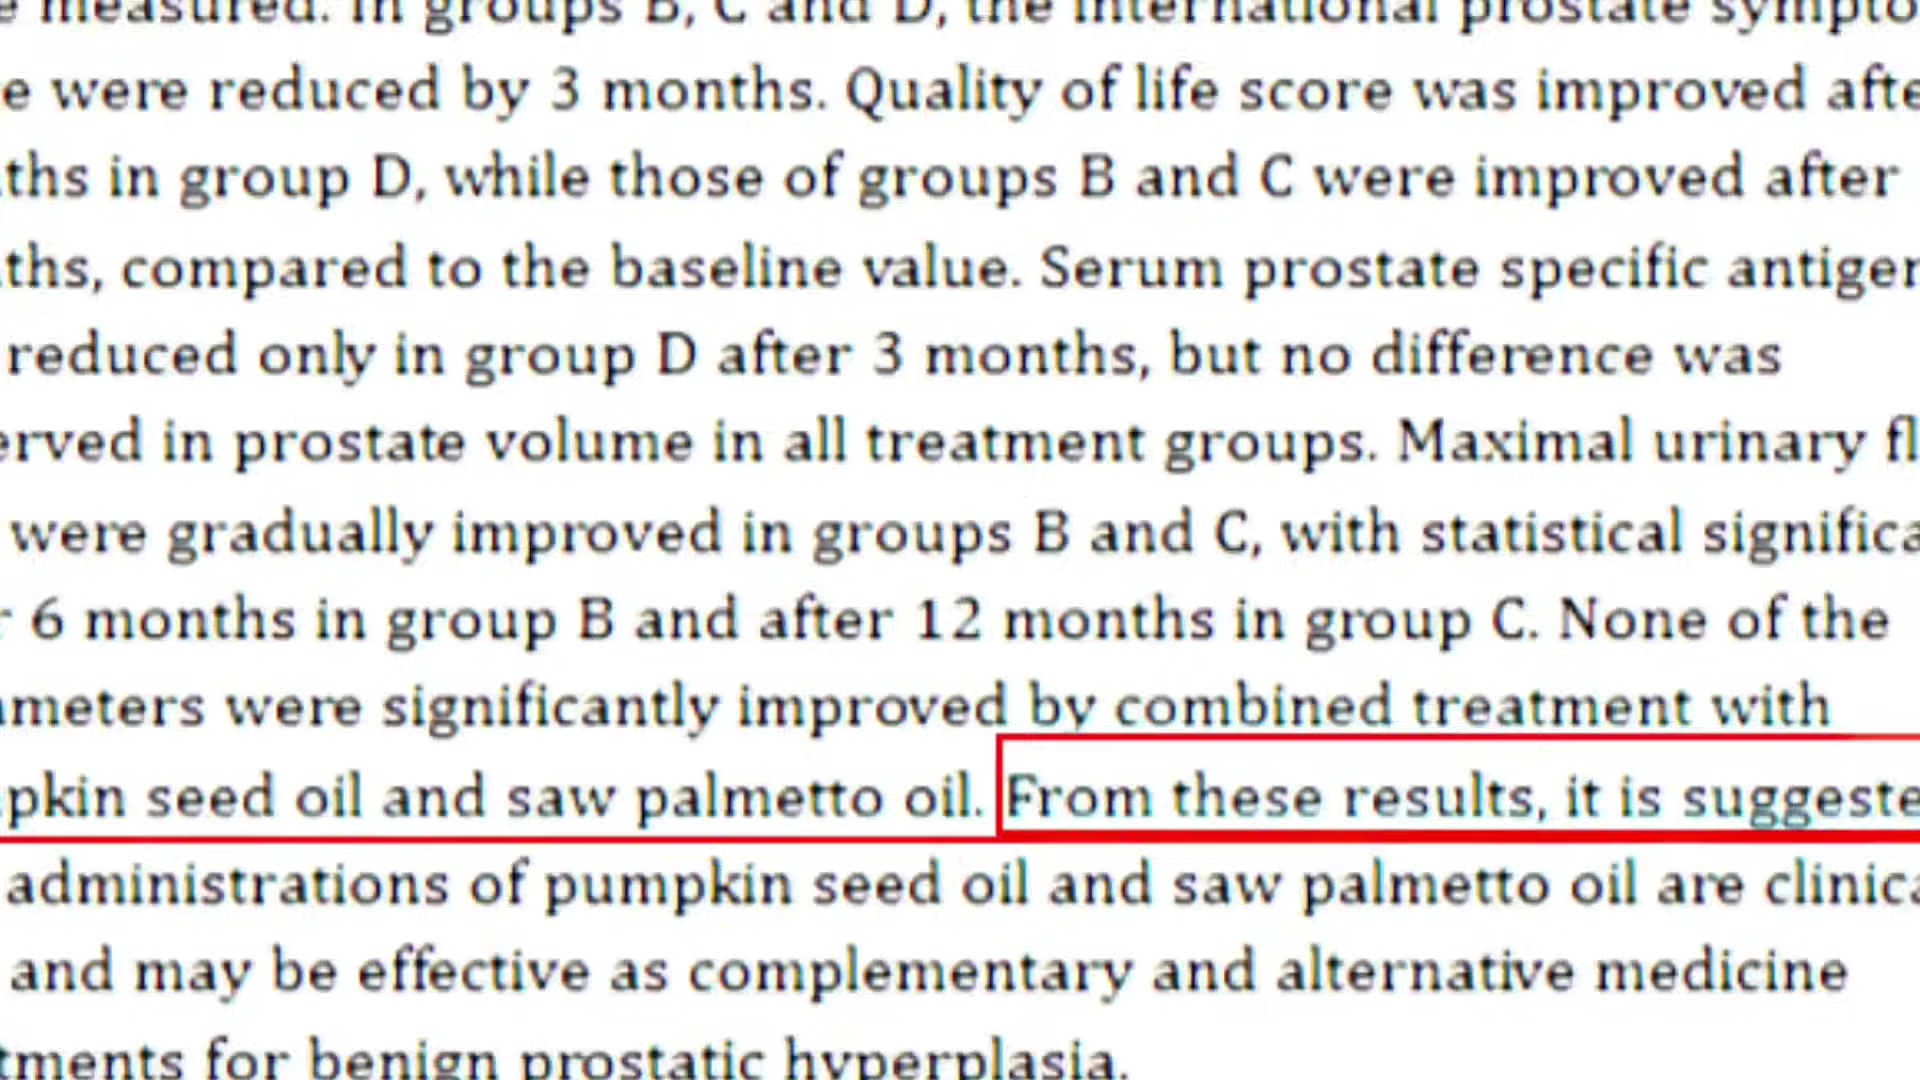 e measured. In groups B, C and D, the international prostate sympto
e were reduced by 3 months. Quality of life score was improved afte
ths in group D, while those of groups B and C were improved after
ths, compared to the baseline value. Serum prostate specific antigen
reduced only in group D after 3 months, but no difference was
erved in prostate volume in all treatment groups. Maximal urinary fl
were gradually improved in groups B and C, with statistical significa
r 6 months in group B and after 12 months in group C. None of the
ameters were significantly improved by combined treatment with
pkin seed oil and saw palmetto oil. From these results, it is suggeste
administrations of pumpkin seed oil and saw palmetto oil are clinica
and may be effective as complementary and alternative medicine
tments for benign prostatic hyperplasia.